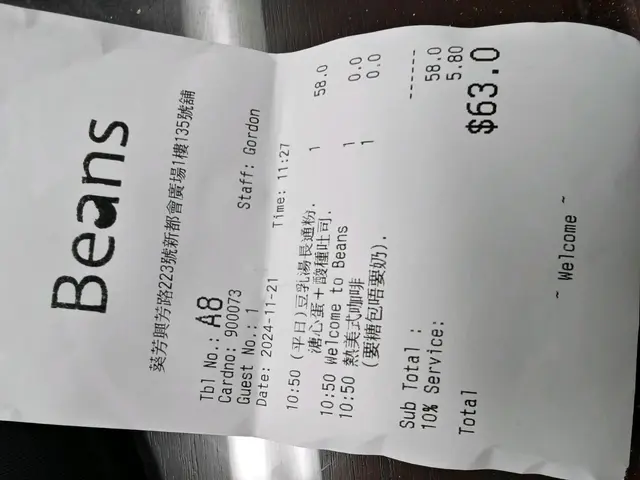 Beans
葵芳興芳路223號新都會廣場1樓135號舖
Tbl No.: A8
Cardno: 900073 Staff: Gordon
Guest No.: 1
Date: 2024-11-21 Time: 11:27
10:50 (平日)豆乳湯長通粉. 1 58.0
溏心蛋+酸種吐司.
10:50 Welcome to Beans 1 0.0
10:50 熱美式咖啡 1 0.0
(要糖包唔要奶).
------
Sub Total : 58.0
10% Service: 5.80
Total $63.0
~ Welcome ~